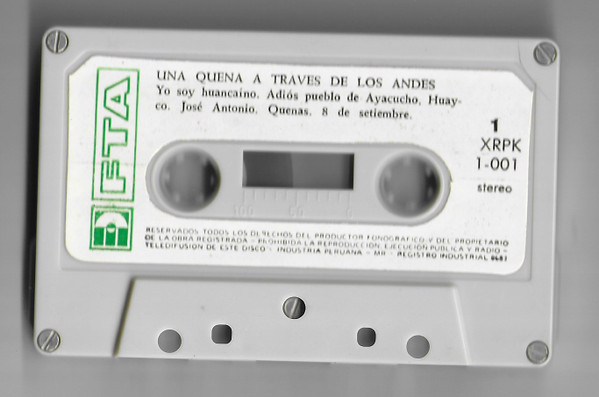 UNA QUENA A TRAVES DE LOS ANDES
Yo soy huancaíno. Adiós pueblo de Ayacucho, Huay-
co. José Antonio. Quenas. 8 de setiembre.
FTA
1
XRPK
1-001
stereo
100 50 0
RESERVADOS TODOS LOS DERECHOS DEL PRODUCTOR FONOGRAFICO Y DEL PROPIETARIO
DE LA OBRA REGISTRADA - PROHIBIDA LA REPRODUCCION, EJECUCION PUBLICA Y RADIO -
TELEDIFUSION DE ESTE DISCO - INDUSTRIA PERUANA - MR - REGISTRO INDUSTRIAL